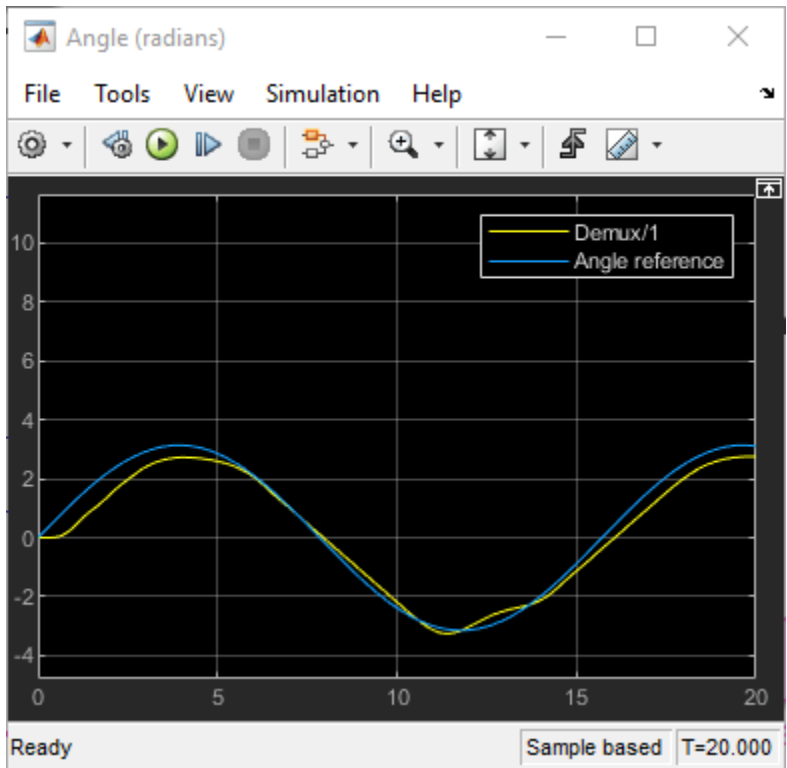 Angle (radians)
File Tools View Simulation Help
Demux/1
Angle reference
10
8
6
4
2
0
-2
-4
0 5 10 15 20
Ready Sample based T=20.000